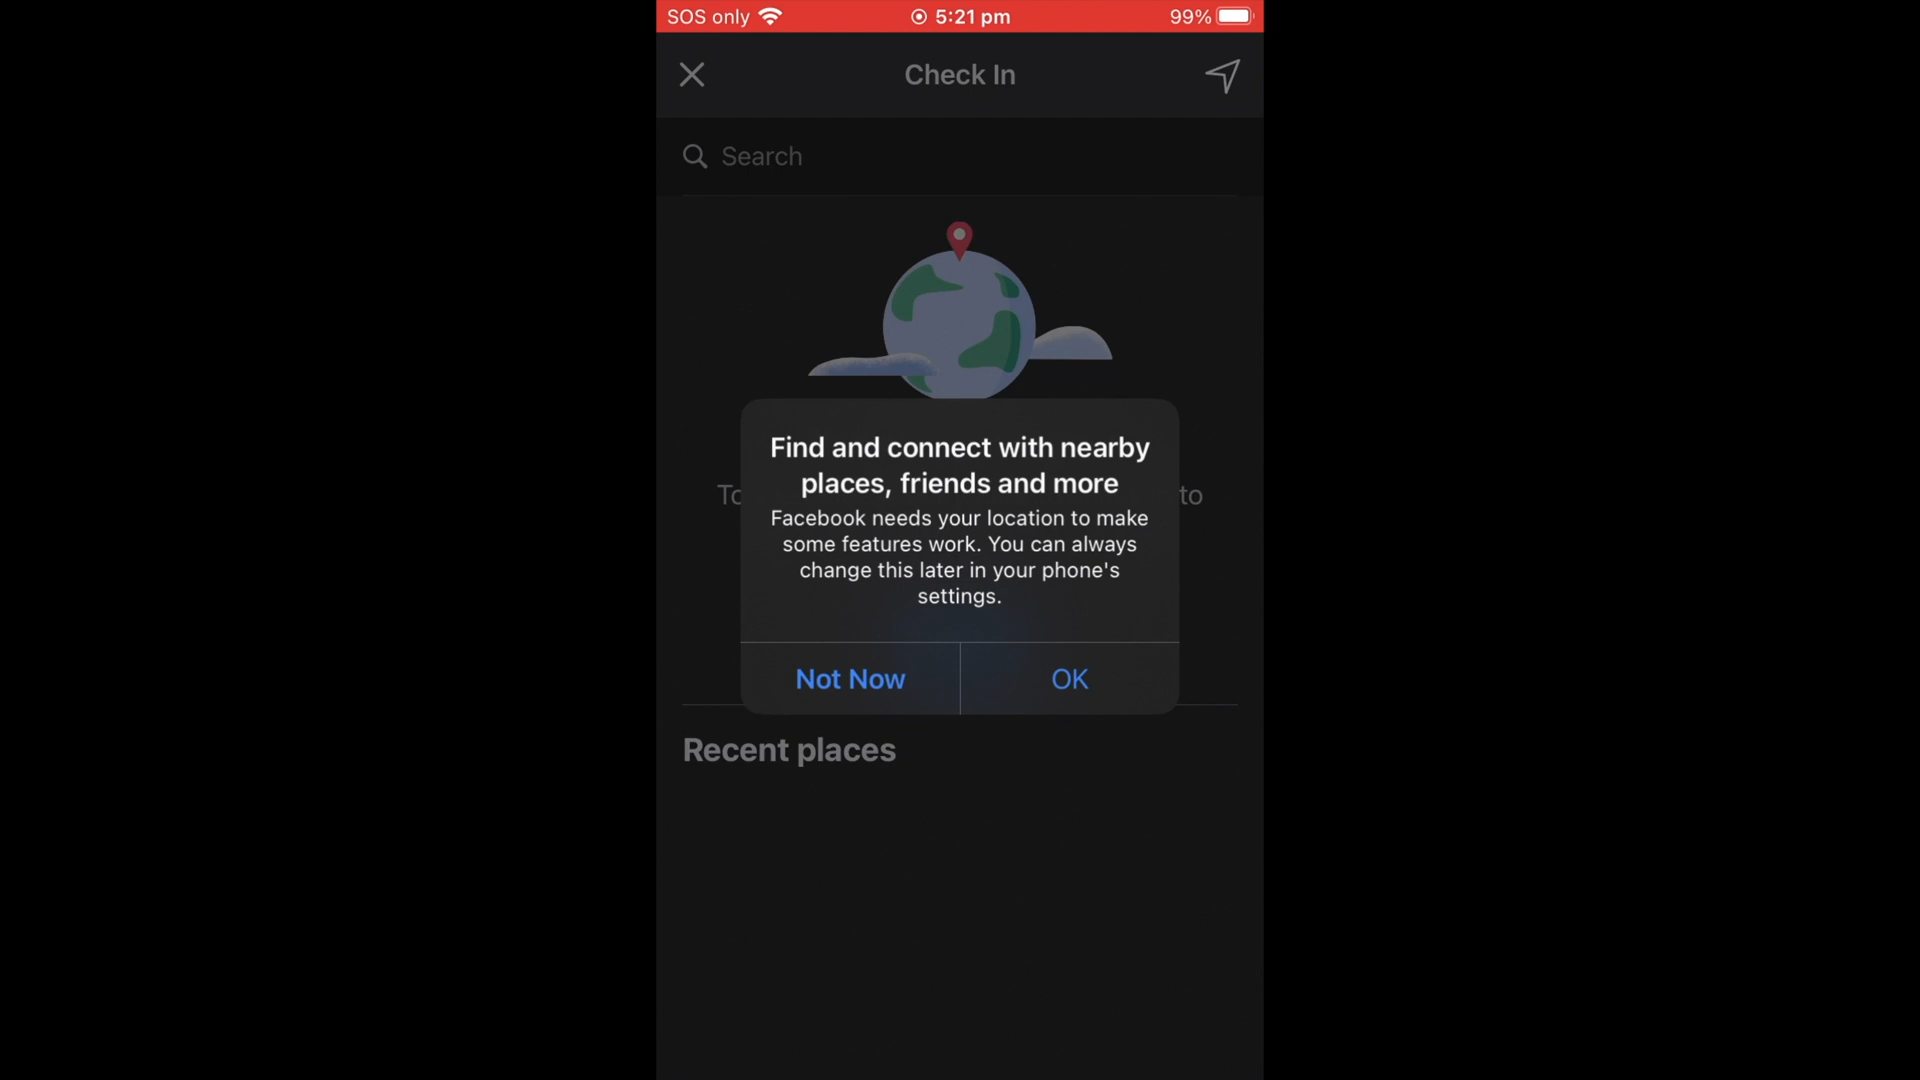 SOS only 5:21 pm 99%
Check In
Search
Find and connect with nearby
places, friends and more
To to
Facebook needs your location to make
some features work. You can always
change this later in your phone's
settings.
Not Now OK
Recent places